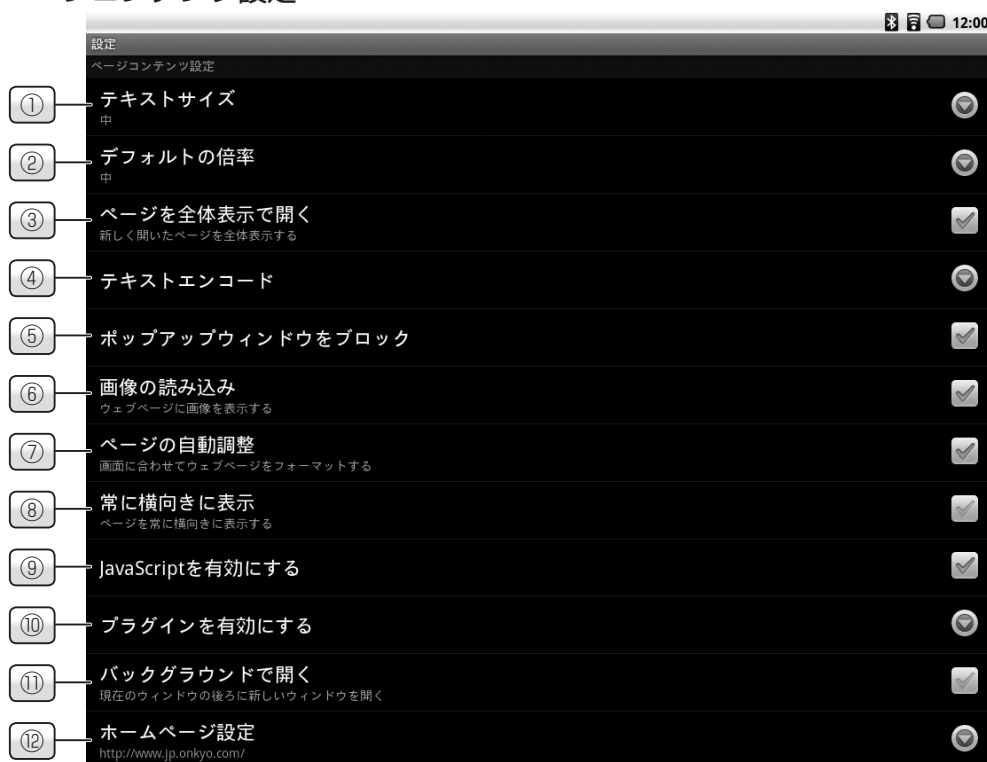 12:00
設定
ページコンテンツ設定
① テキストサイズ
中
② デフォルトの倍率
中
③ ページを全体表示で開く
新しく開いたページを全体表示する
④ テキストエンコード
⑤ ポップアップウィンドウをブロック
⑥ 画像の読み込み
ウェブページに画像を表示する
⑦ ページの自動調整
画面に合わせてウェブページをフォーマットする
⑧ 常に横向きに表示
ページを常に横向きに表示する
⑨ JavaScriptを有効にする
⑩ プラグインを有効にする
⑪ バックグラウンドで開く
現在のウィンドウの後ろに新しいウィンドウを開く
⑫ ホームページ設定
http://www.jp.onkyo.com/